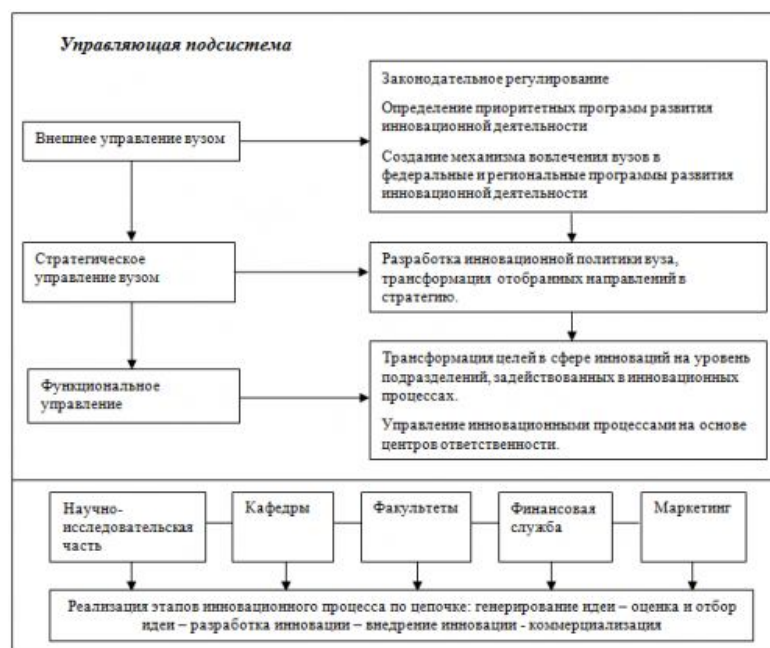 Управляющая подсистема
Внешнее управление вузом
Законодательное регулирование
Определение приоритетных программ развития
инновационной деятельности
Создание механизма вовлечения вузов в
федеральные и региональные программы развития
инновационной деятельности
Стратегическое
управление вузом
Разработка инновационной политики вуза,
трансформация отобранных направлений в
стратегию.
Функциональное
управление
Трансформация целей в сфере инноваций на уровень
подразделений, задействованных в инновационных
процессах.
Управление инновационными процессами на основе
центров ответственности.
Научно-
исследовательская
часть
Кафедры
Факультеты
Финансовая
служба
Маркетинг
Реализация этапов инновационного процесса по цепочке: генерирование идеи – оценка и отбор
идеи – разработка инновации – внедрение инновации - коммерциализация